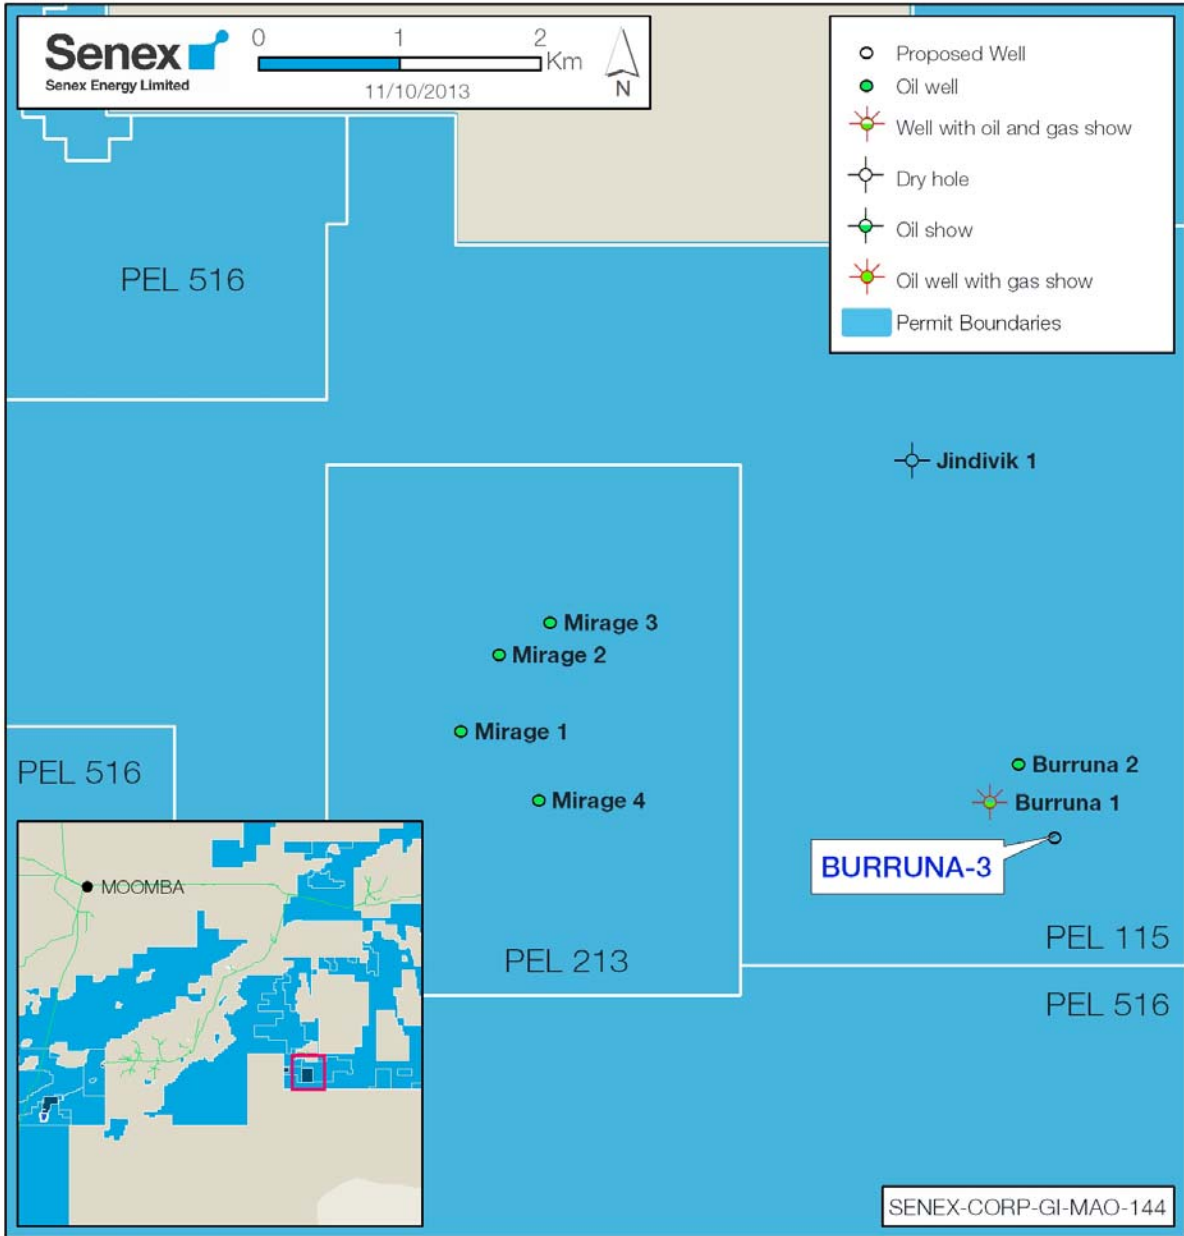 Senex
Senex Energy Limited
0 1 2
Km
11/10/2013
N
Proposed Well
Oil well
Well with oil and gas show
Dry hole
Oil show
Oil well with gas show
Permit Boundaries
PEL 516
Jindivik 1
Mirage 3
Mirage 2
Mirage 1
Mirage 4
PEL 516
Burruna 2
Burruna 1
BURRUNA-3
MOOMBA
PEL 213
PEL 115
PEL 516
SENEX-CORP-GI-MAO-144